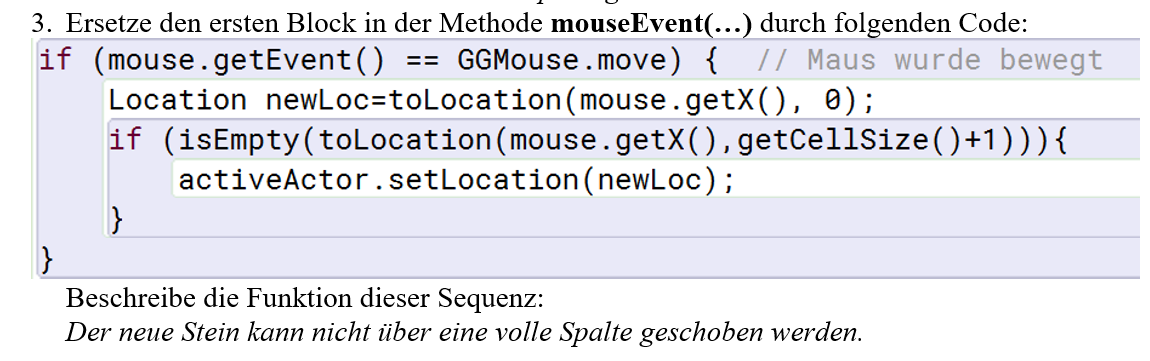 3. Ersetze den ersten Block in der Methode mouseEvent(…) durch folgenden Code:
if (mouse.getEvent() == GGMouse.move) {  // Maus wurde bewegt
Location newLoc=toLocation(mouse.getX(), 0);
if (isEmpty(toLocation(mouse.getX(),getCellSize()+1))){
activeActor.setLocation(newLoc);
}
}
Beschreibe die Funktion dieser Sequenz:
Der neue Stein kann nicht über eine volle Spalte geschoben werden.